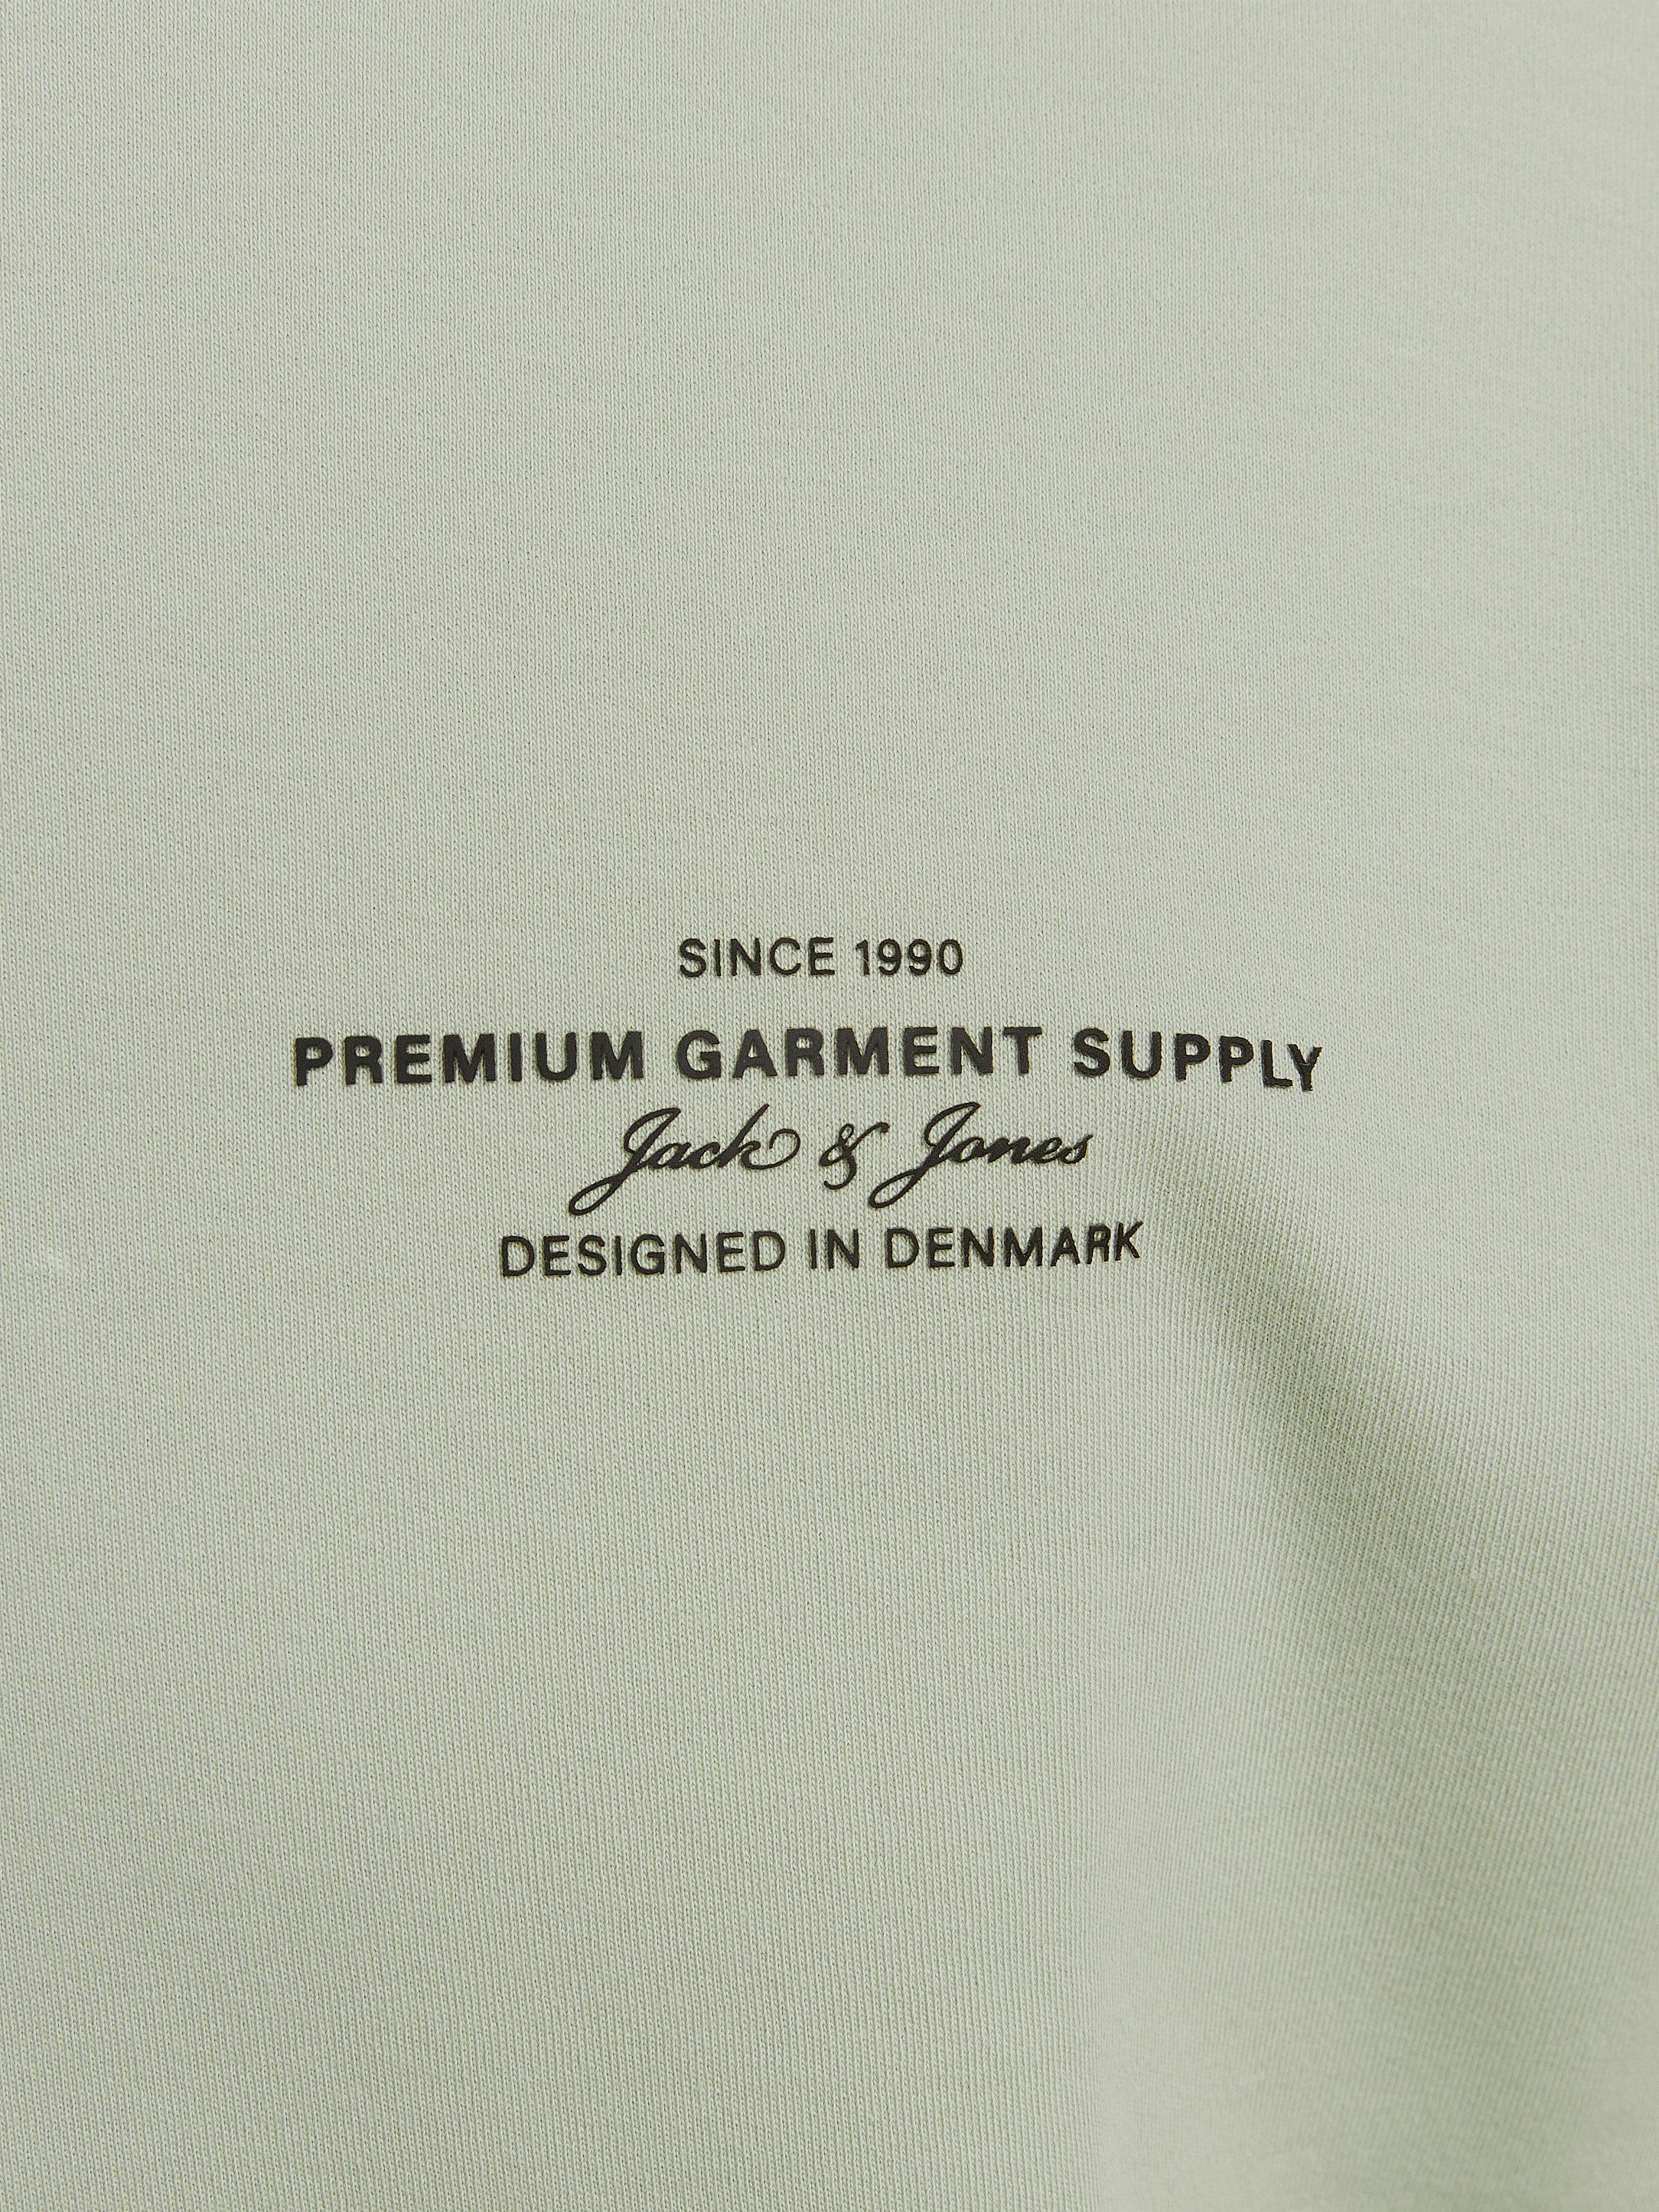 SINCE 1990
PREMIUM GARMENT SUPPLY
Jack & Jones
DESIGNED IN DENMARK